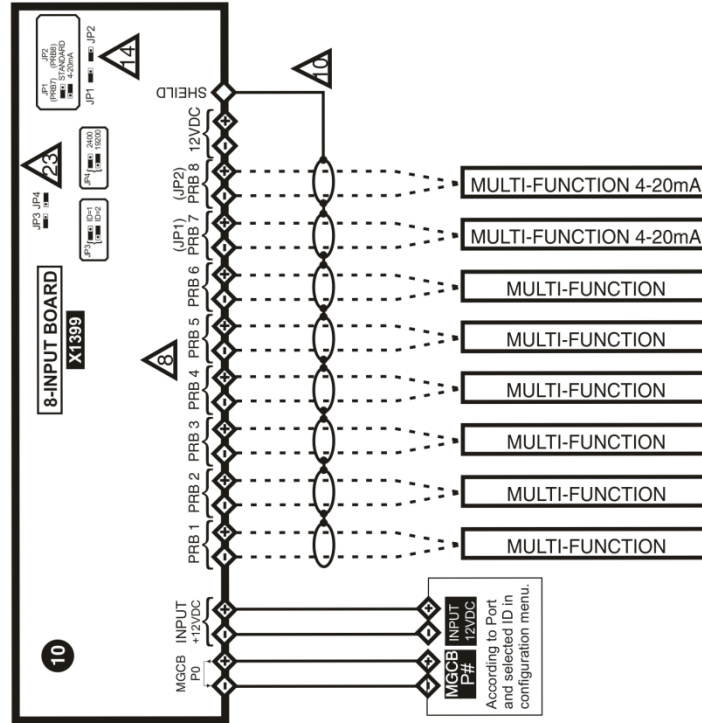 JP1
(PRB7)
JP2
(PRB8)
STANDARD
4-20mA
JP1
JP2
14
23
JP3 JP4
JP3
ID=1
ID=2
JP4
2400
19200
8-INPUT BOARD
X1399
8
10
10
SHEILD
12VDC
+
-
(JP2)
PRB 8
+
-
(JP1)
PRB 7
+
-
PRB 6
+
-
PRB 5
+
-
PRB 4
+
-
PRB 3
+
-
PRB 2
+
-
PRB 1
+
-
INPUT
+12VDC
+
-
MGCB
P0
+
-
MULTI-FUNCTION 4-20mA
MULTI-FUNCTION 4-20mA
MULTI-FUNCTION
MULTI-FUNCTION
MULTI-FUNCTION
MULTI-FUNCTION
MULTI-FUNCTION
MULTI-FUNCTION
+
-
INPUT
12VDC
+
-
MGCB
P#
According to Port
and selected ID in
configuration menu.